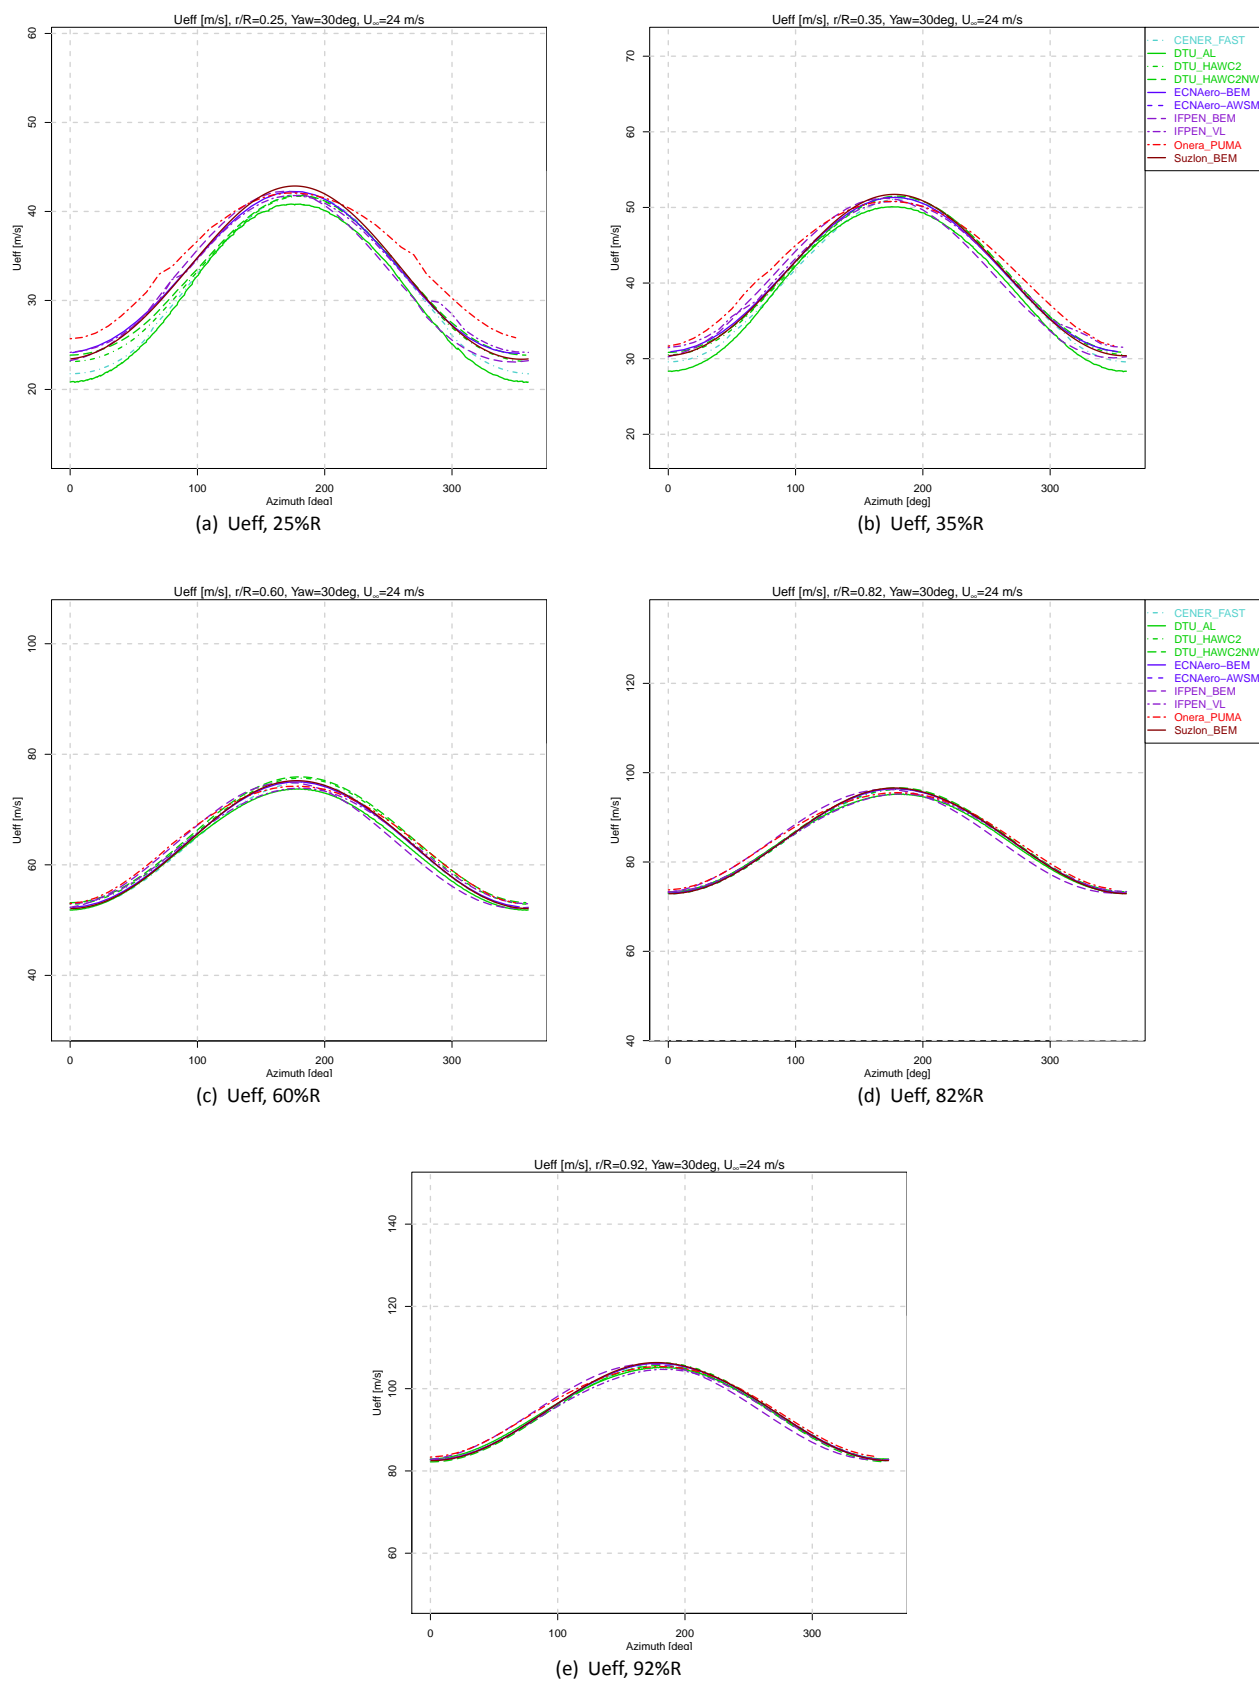 Ueff [m/s], r/R=0.25, Yaw=30deg, U∞=24 m/s
Ueff [m/s]
60
50
40
30
20
0 100 200 300
Azimuth [deg]
(a) Ueff, 25%R
Ueff [m/s], r/R=0.35, Yaw=30deg, U∞=24 m/s
Ueff [m/s]
70
60
50
40
30
20
0 100 200 300
Azimuth [deg]
CENER_FAST
DTU_AL
DTU_HAWC2
DTU_HAWC2NW
ECNAero-BEM
ECNAero-AWSM
IFPEN_BEM
IFPEN_VL
Onera_PUMA
Suzlon_BEM
(b) Ueff, 35%R
Ueff [m/s], r/R=0.60, Yaw=30deg, U∞=24 m/s
Ueff [m/s]
100
80
60
40
0 100 200 300
Azimuth [deg]
(c) Ueff, 60%R
Ueff [m/s], r/R=0.82, Yaw=30deg, U∞=24 m/s
Ueff [m/s]
120
100
80
60
40
0 100 200 300
Azimuth [deg]
CENER_FAST
DTU_AL
DTU_HAWC2
DTU_HAWC2NW
ECNAero-BEM
ECNAero-AWSM
IFPEN_BEM
IFPEN_VL
Onera_PUMA
Suzlon_BEM
(d) Ueff, 82%R
Ueff [m/s], r/R=0.92, Yaw=30deg, U∞=24 m/s
Ueff [m/s]
140
120
100
80
60
0 100 200 300
Azimuth [deg]
(e) Ueff, 92%R